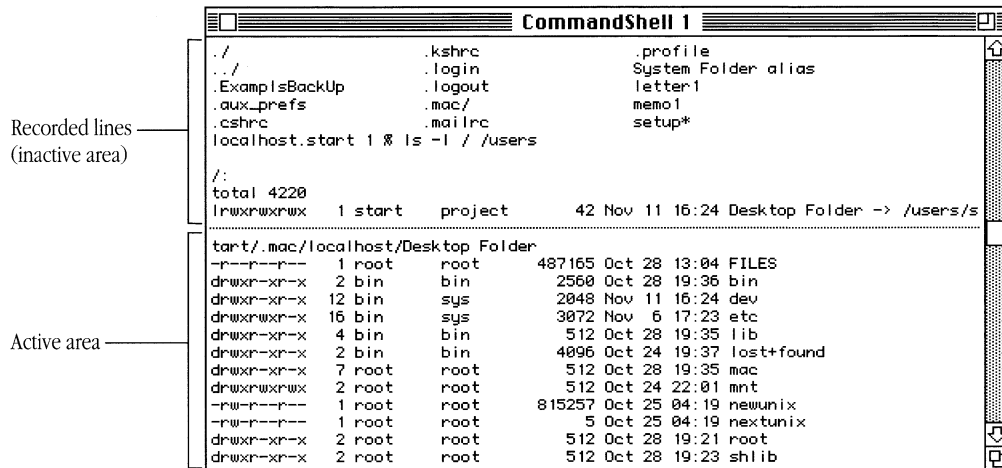 CommandShell 1
./ .kshrc .profile
../ .login System Folder alias
.ExamplsBackUp .logout letter1
.aux_prefs .mac/ memo1
.cshrc .mailrc setup*
localhost.start 1 % ls -l / /users
/:
total 4220
lrwxrwxrwx 1 start project 42 Nov 11 16:24 Desktop Folder -> /users/s
Recorded lines
(inactive area)
tart/.mac/localhost/Desktop Folder
-r--r--r-- 1 root root 487165 Oct 28 13:04 FILES
drwxr-xr-x 2 bin bin 2560 Oct 28 19:36 bin
drwxr-xr-x 12 bin sys 2048 Nov 11 16:24 dev
drwxr-xr-x 16 bin sys 3072 Nov 6 17:23 etc
drwxr-xr-x 4 bin bin 512 Oct 28 19:35 lib
drwxr-xr-x 2 bin bin 4096 Oct 24 19:37 lost+found
drwxr-xr-x 7 root root 512 Oct 28 19:35 mac
drwxrwxrwx 2 root root 512 Oct 24 22:01 mnt
-rw-r--r-- 1 root root 815257 Oct 25 04:19 newunix
-rw-r--r-- 1 root root 5 Oct 25 04:19 nextunix
drwxr-xr-x 2 root root 512 Oct 28 19:21 root
drwxr-xr-x 2 root root 512 Oct 28 19:23 shlib
Active area